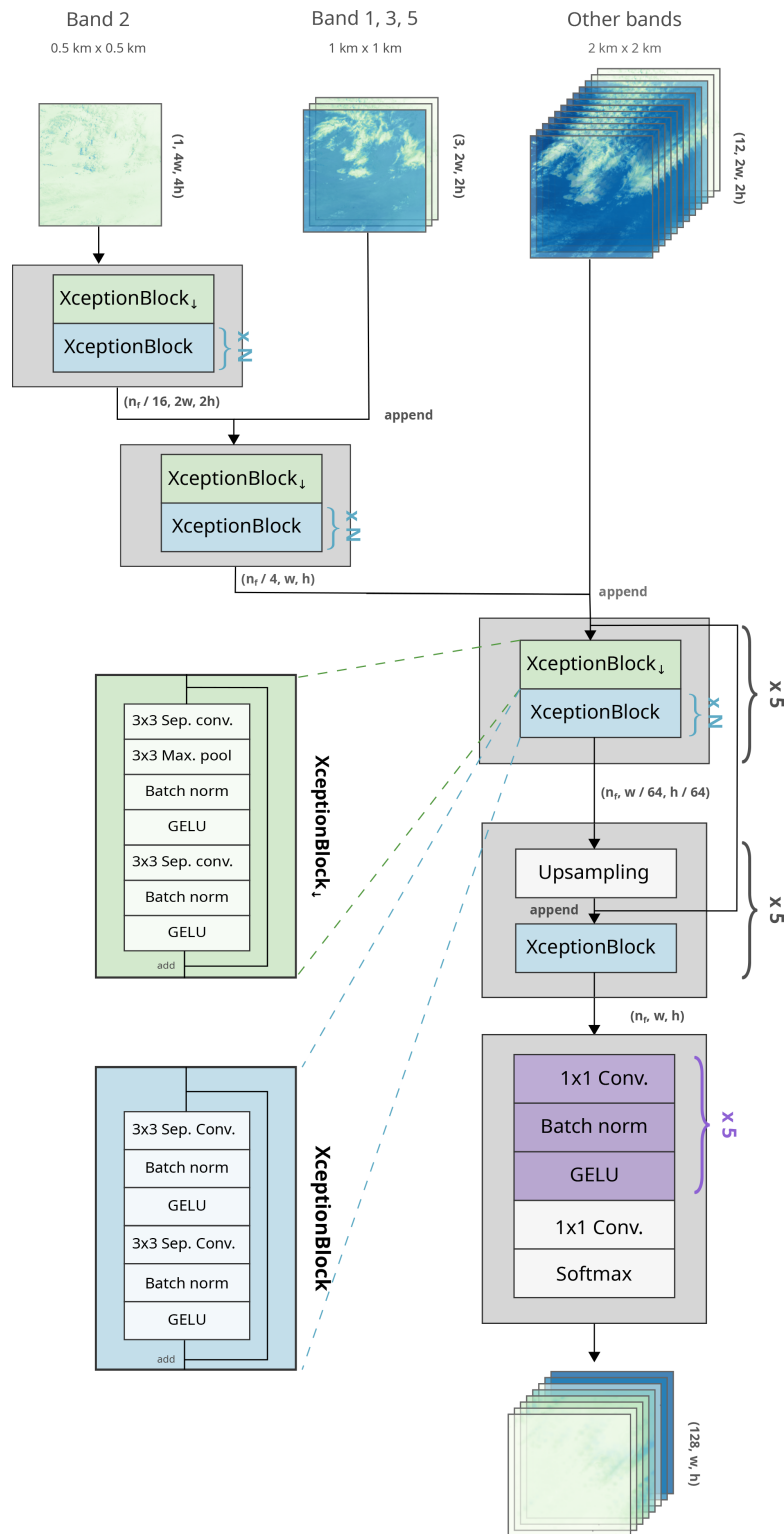 Band 2
0.5 km x 0.5 km
(1, 4w, 4h)
Band 1, 3, 5
1 km x 1 km
(3, 2w, 2h)
Other bands
2 km x 2 km
(12, 2w, 2h)
XceptionBlock↓
XceptionBlock
x N
(nf / 16, 2w, 2h)
append
XceptionBlock↓
XceptionBlock
x N
(nf / 4, w, h)
append
XceptionBlock↓
XceptionBlock
x N
x 5
(nf, w / 64, h / 64)
Upsampling
append
XceptionBlock
x 5
(nf, w, h)
1x1 Conv.
Batch norm
GELU
x 5
1x1 Conv.
Softmax
(128, w, h)
3x3 Sep. conv.
3x3 Max. pool
Batch norm
GELU
3x3 Sep. conv.
Batch norm
GELU
add
XceptionBlock↓
3x3 Sep. Conv.
Batch norm
GELU
3x3 Sep. Conv.
Batch norm
GELU
add
XceptionBlock